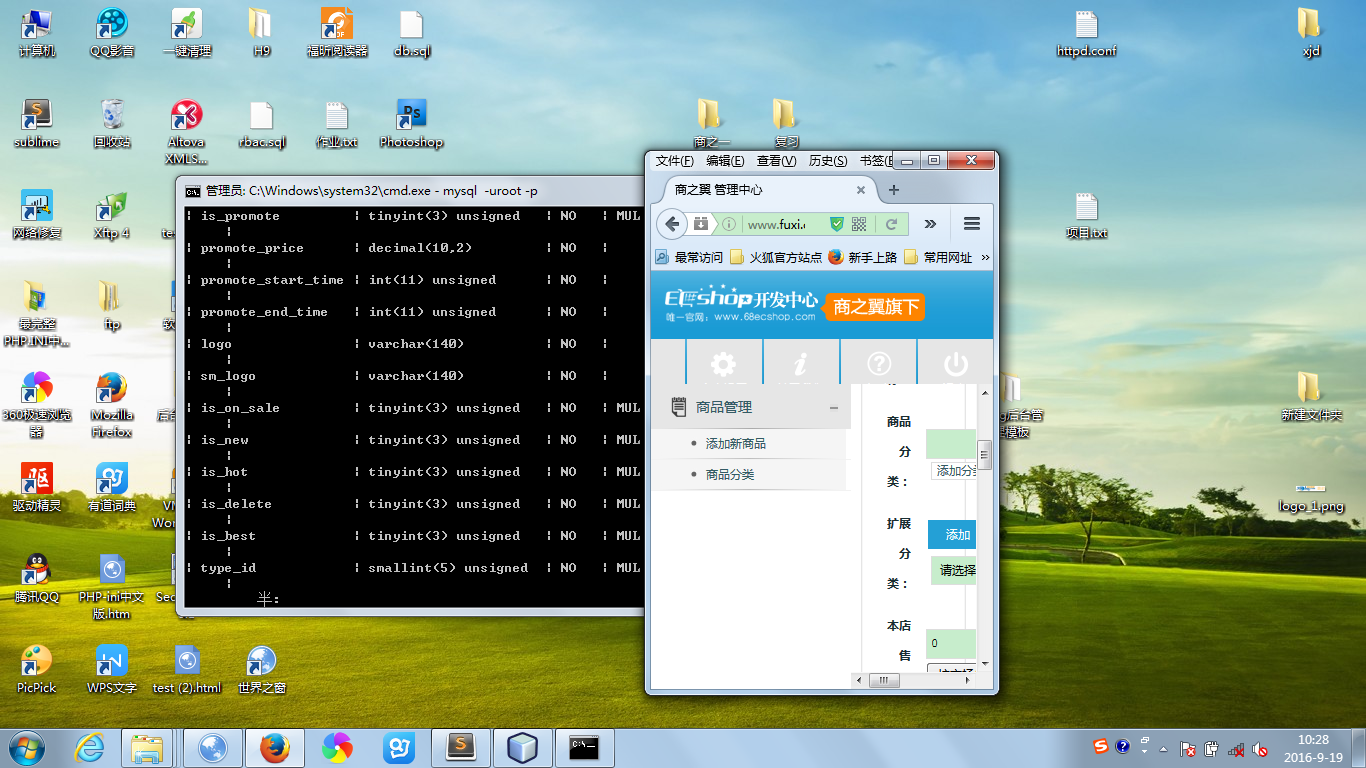 计算机
QQ影音
一键清理
H9
福昕阅读器
db.sql
httpd.conf
xjd
sublime
回收站
Altova
XMLS...
rbac.sql
作业.txt
Photoshop
商之一
复习
网络修复
Xftp 4
项目.txt
最完整
PHP.INI中...
ftp
360极速浏览
器
Mozilla
Firefox
新建文件夹
驱动精灵
有道词典
logo_1.png
腾讯QQ
PHP-ini中文
版.htm
PicPick
WPS文字
test (2).html
世界之窗
管理员: C:\Windows\system32\cmd.exe - mysql  -uroot -p
| is_promote | tinyint(3) unsigned | NO | MUL
|
| promote_price | decimal(10,2) | NO |
|
| promote_start_time | int(11) unsigned | NO |
|
| promote_end_time | int(11) unsigned | NO |
|
| logo | varchar(140) | NO |
|
| sm_logo | varchar(140) | NO |
|
| is_on_sale | tinyint(3) unsigned | NO | MUL
|
| is_new | tinyint(3) unsigned | NO | MUL
|
| is_hot | tinyint(3) unsigned | NO | MUL
|
| is_delete | tinyint(3) unsigned | NO | MUL
|
| is_best | tinyint(3) unsigned | NO | MUL
|
| type_id | smallint(5) unsigned | NO | MUL
|
半:
文件(F) 编辑(E) 查看(V) 历史(S)
商之翼 管理中心
www.fuxi.
最常访问 火狐官方站点 新手上路 常用网址 »
ECshop开发中心 商之翼旗下
唯一官网：www.68ecshop.com
商品管理
添加新商品
商品分类
商品
分
类：
添加分
扩展
分
类：
添加
请选择
本店
售
0
10:28
2016-9-19